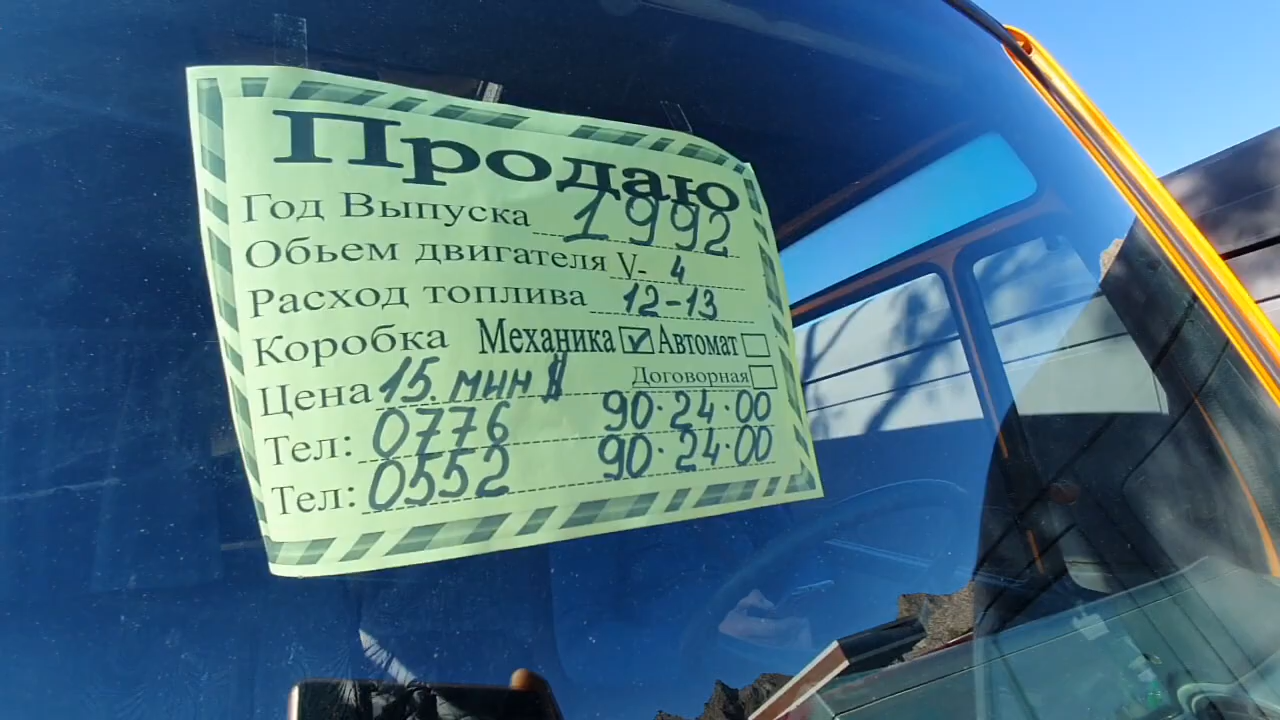 Продаю
Год Выпуска 1992
Обьем двигателя V- 4
Расход топлива 12-13
Коробка Механика ☑ Автомат ☐
Цена 15. мин $ Договорная ☐
Тел: 0776 90·24·00
Тел: 0552 90·24·00